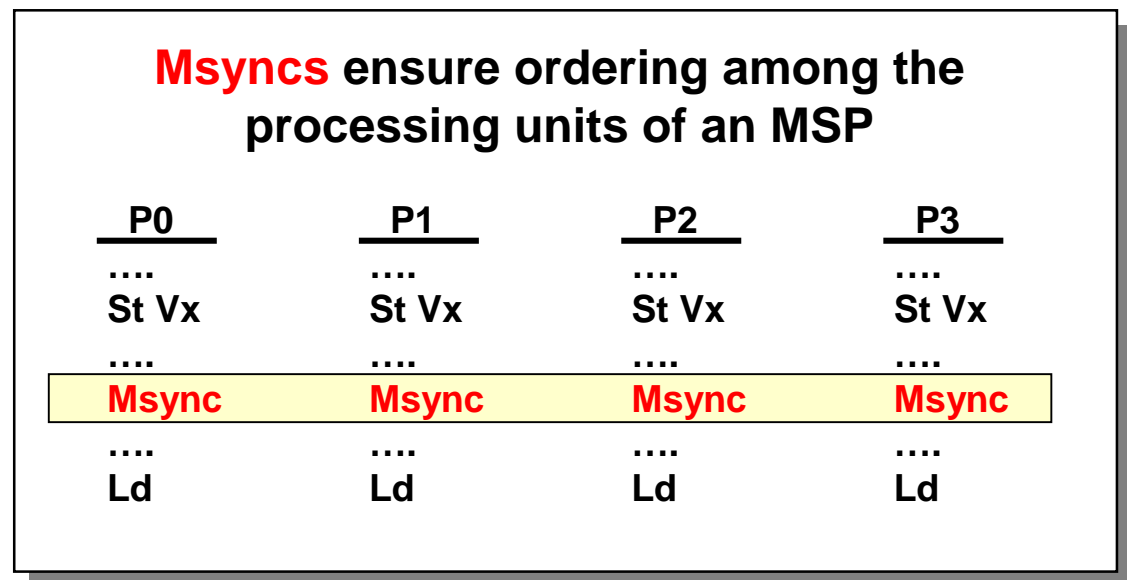 Msyncs ensure ordering among the
processing units of an MSP
P0 P1 P2 P3
.... .... .... ....
St Vx St Vx St Vx St Vx
.... .... .... ....
Msync Msync Msync Msync
.... .... .... ....
Ld Ld Ld Ld